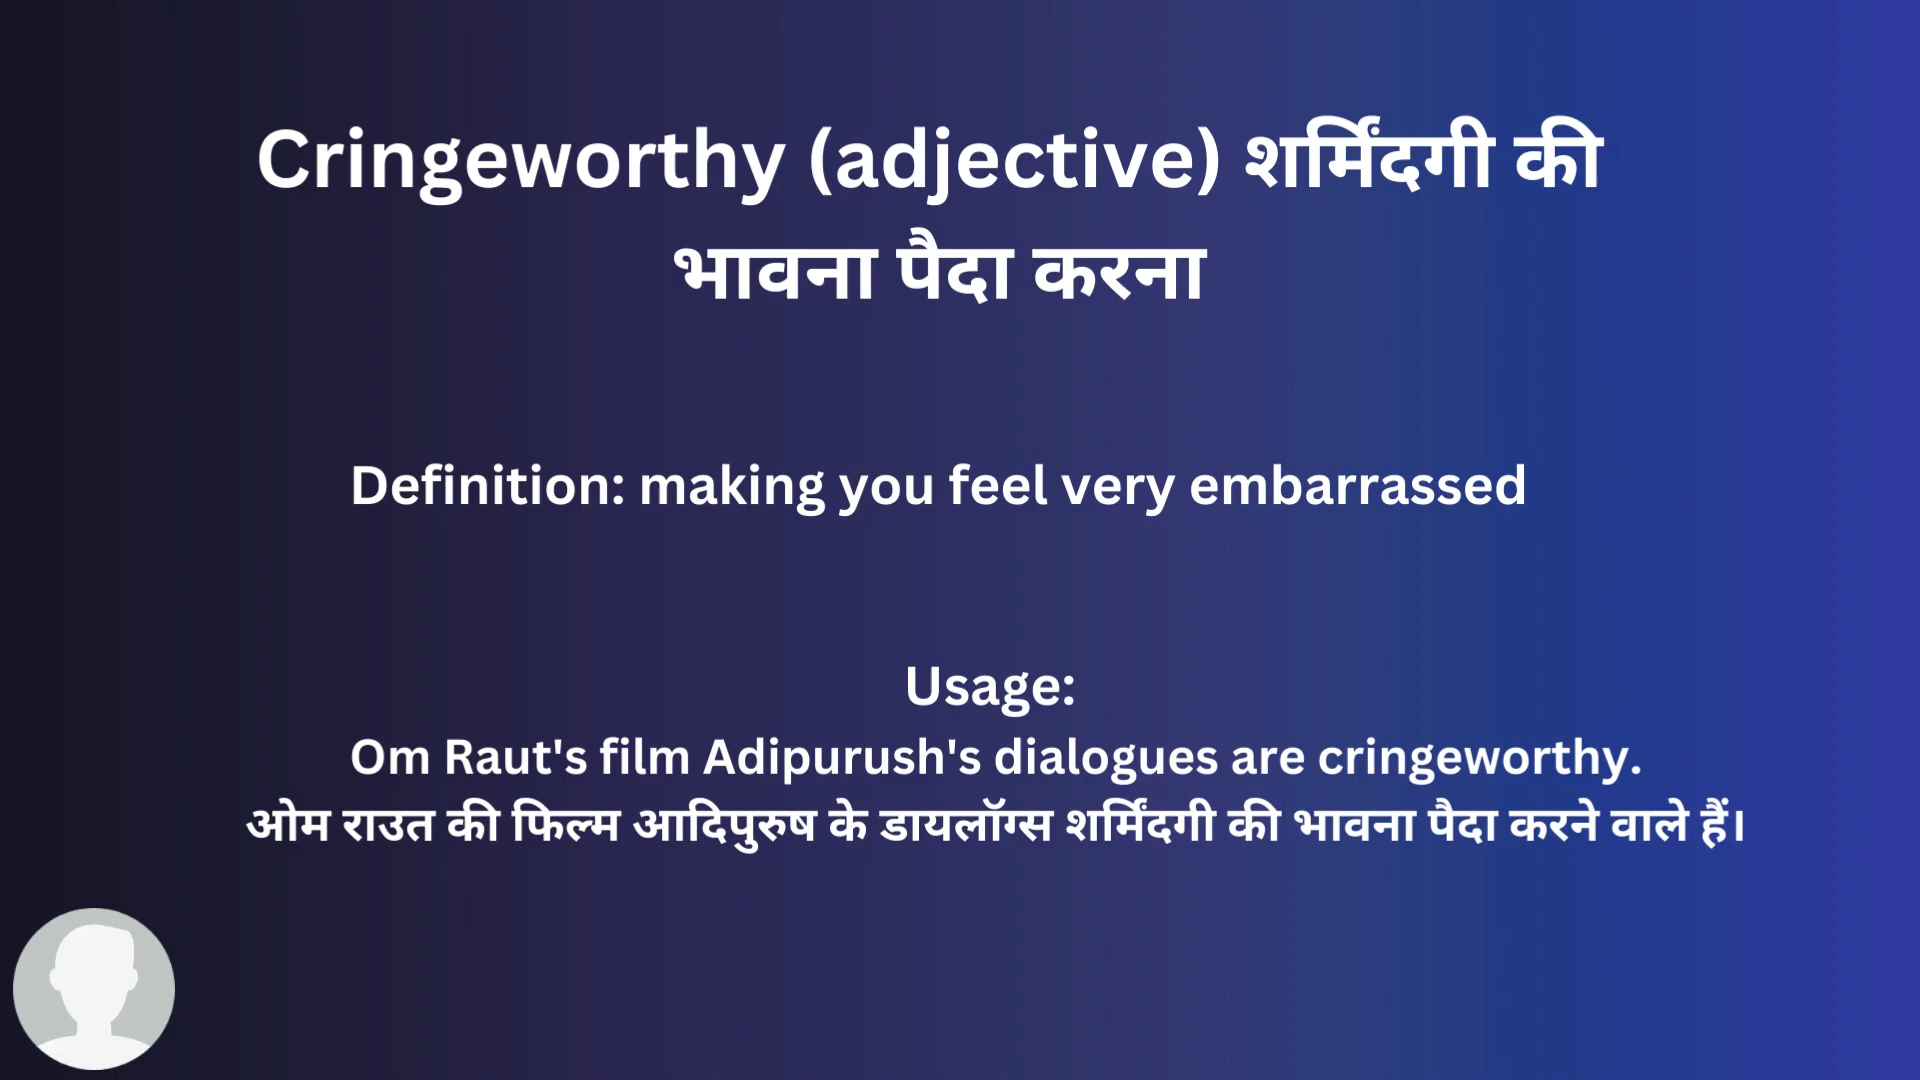 Cringeworthy (adjective) शर्मिंदगी की
भावना पैदा करना
Definition: making you feel very embarrassed
Usage:
Om Raut's film Adipurush's dialogues are cringeworthy.
ओम राउत की फिल्म आदिपुरुष के डायलॉग्स शर्मिंदगी की भावना पैदा करने वाले हैं।